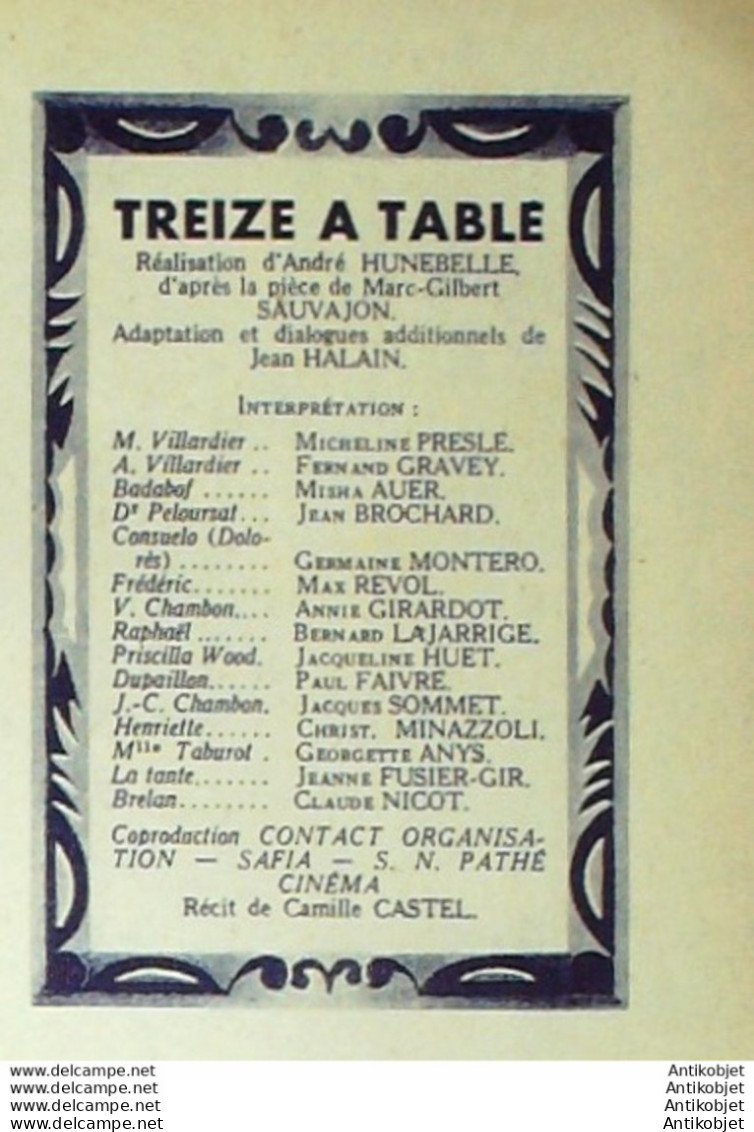 TREIZE A TABLE
Réalisation d'André HUNEBELLE,
d'après la pièce de Marc-Gilbert
SAUVAJON.
Adaptation et dialogues additionnels de
Jean HALAIN.
INTERPRÉTATION :
M. Villardier .. MICHELINE PRESLE.
A. Villardier .. FERNAND GRAVEY.
Badabof ...... MISHA AUER.
Dr Peloursat... JEAN BROCHARD.
Consuelo (Dolo-
rès) ........ GERMAINE MONTERO.
Frédéric....... MAX REVOL.
V. Chambon.... ANNIE GIRARDOT.
Raphaël ....... BERNARD LAJARRIGE.
Priscilla Wood. JACQUELINE HUET.
Dupaillon...... PAUL FAIVRE.
J.-C. Chambon. JACQUES SOMMET.
Henriette...... CHRIST. MINAZZOLI.
Mlle Taburot . GEORGETTE ANYS.
La tante....... JEANNE FUSIER-GIR.
Brelan........ CLAUDE NICOT.
Coproduction CONTACT ORGANISA-
TION — SAFIA — S. N. PATHÉ
CINÉMA
Récit de Camille CASTEL.
www.delcampe.net Antikobjet
www.delcampe.net Antikobjet
www.delcampe.net Antikobjet
www.delcampe.net Antikobjet